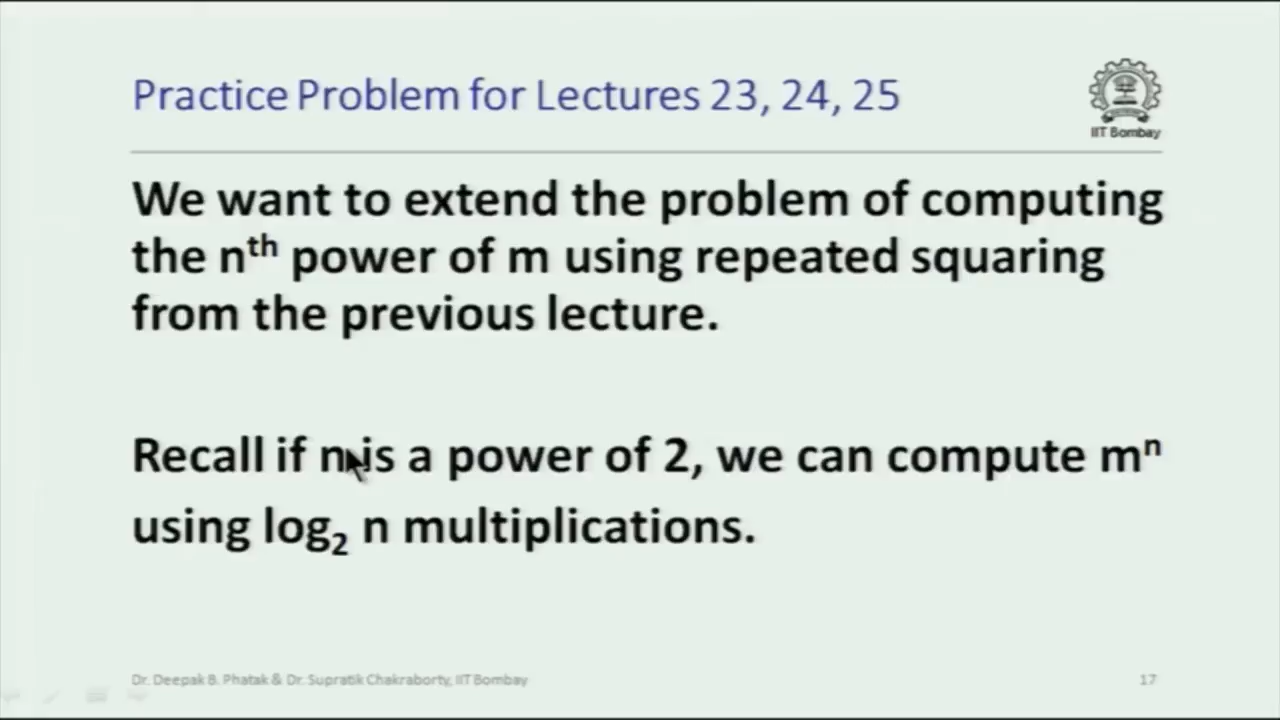 Practice Problem for Lectures 23, 24, 25
IIT Bombay
We want to extend the problem of computing
the nth power of m using repeated squaring
from the previous lecture.
Recall if n is a power of 2, we can compute mⁿ
using log₂ n multiplications.
Dr. Deepak B. Phatak & Dr. Supratik Chakraborty, IIT Bombay
17